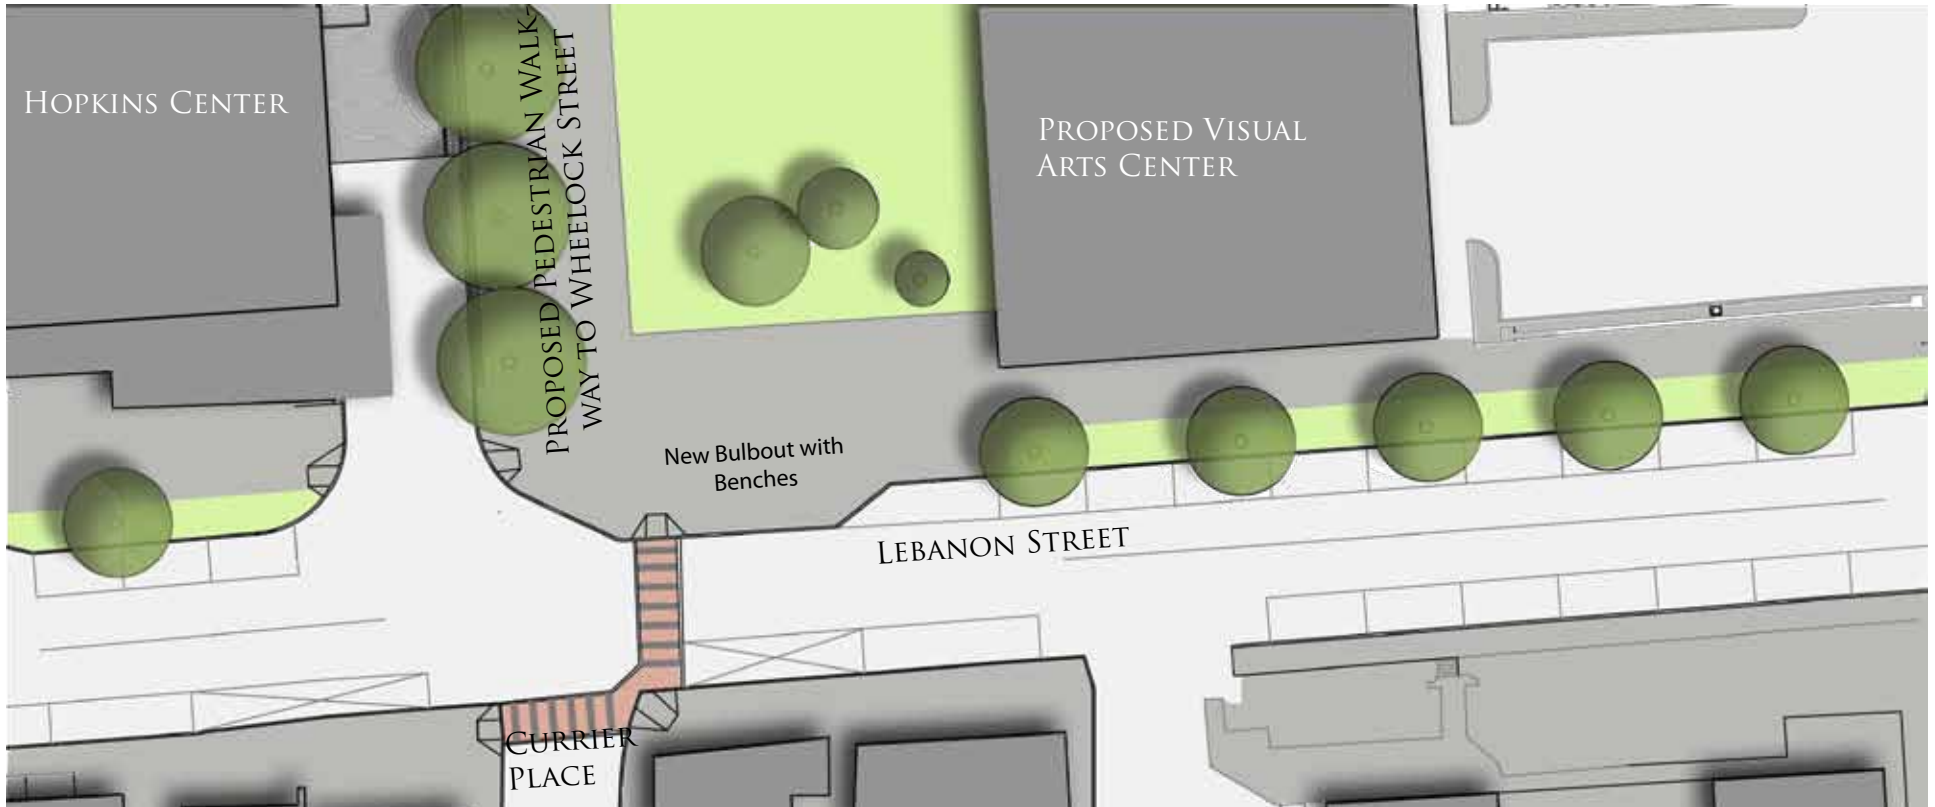 Hopkins Center
Proposed Pedestrian Walk-
way to Wheelock Street
Proposed Visual
Arts Center
New Bulbout with
Benches
Lebanon Street
Currier
Place